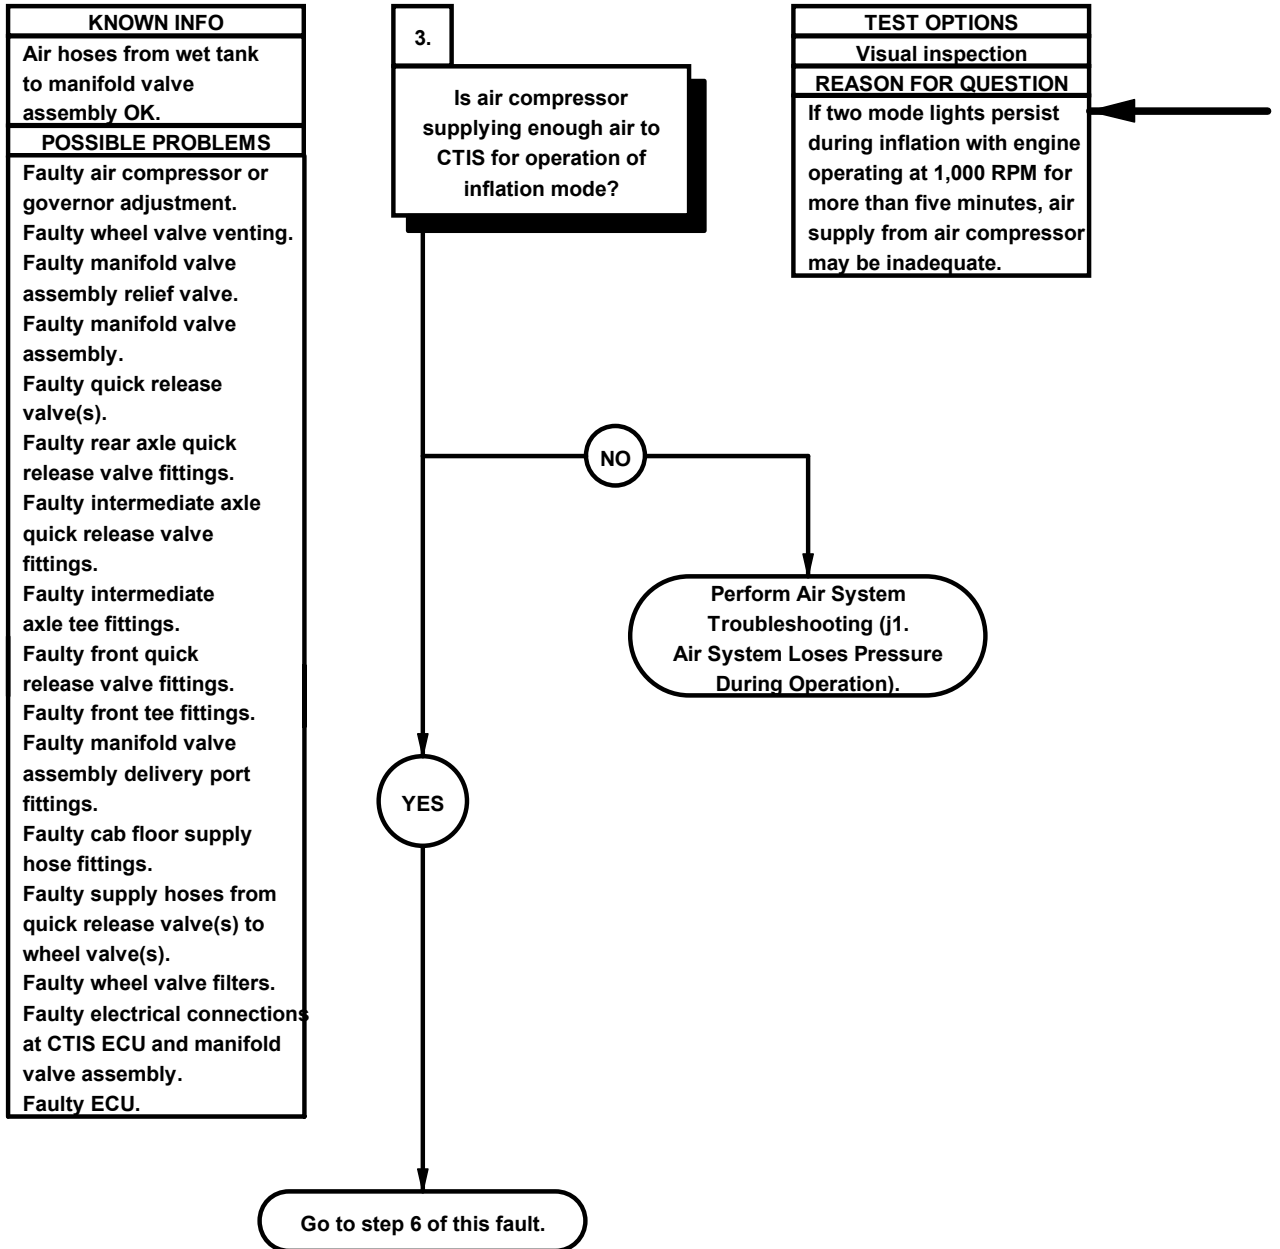 KNOWN INFO
Air hoses from wet tank
to manifold valve
assembly OK.
POSSIBLE PROBLEMS
Faulty air compressor or
governor adjustment.
Faulty wheel valve venting.
Faulty manifold valve
assembly relief valve.
Faulty manifold valve
assembly.
Faulty quick release
valve(s).
Faulty rear axle quick
release valve fittings.
Faulty intermediate axle
quick release valve
fittings.
Faulty intermediate
axle tee fittings.
Faulty front quick
release valve fittings.
Faulty front tee fittings.
Faulty manifold valve
assembly delivery port
fittings.
Faulty cab floor supply
hose fittings.
Faulty supply hoses from
quick release valve(s) to
wheel valve(s).
Faulty wheel valve filters.
Faulty electrical connections
at CTIS ECU and manifold
valve assembly.
Faulty ECU.
3.
Is air compressor
supplying enough air to
CTIS for operation of
inflation mode?
TEST OPTIONS
Visual inspection
REASON FOR QUESTION
If two mode lights persist
during inflation with engine
operating at 1,000 RPM for
more than five minutes, air
supply from air compressor
may be inadequate.
NO
Perform Air System
Troubleshooting (j1.
Air System Loses Pressure
During Operation).
YES
Go to step 6 of this fault.